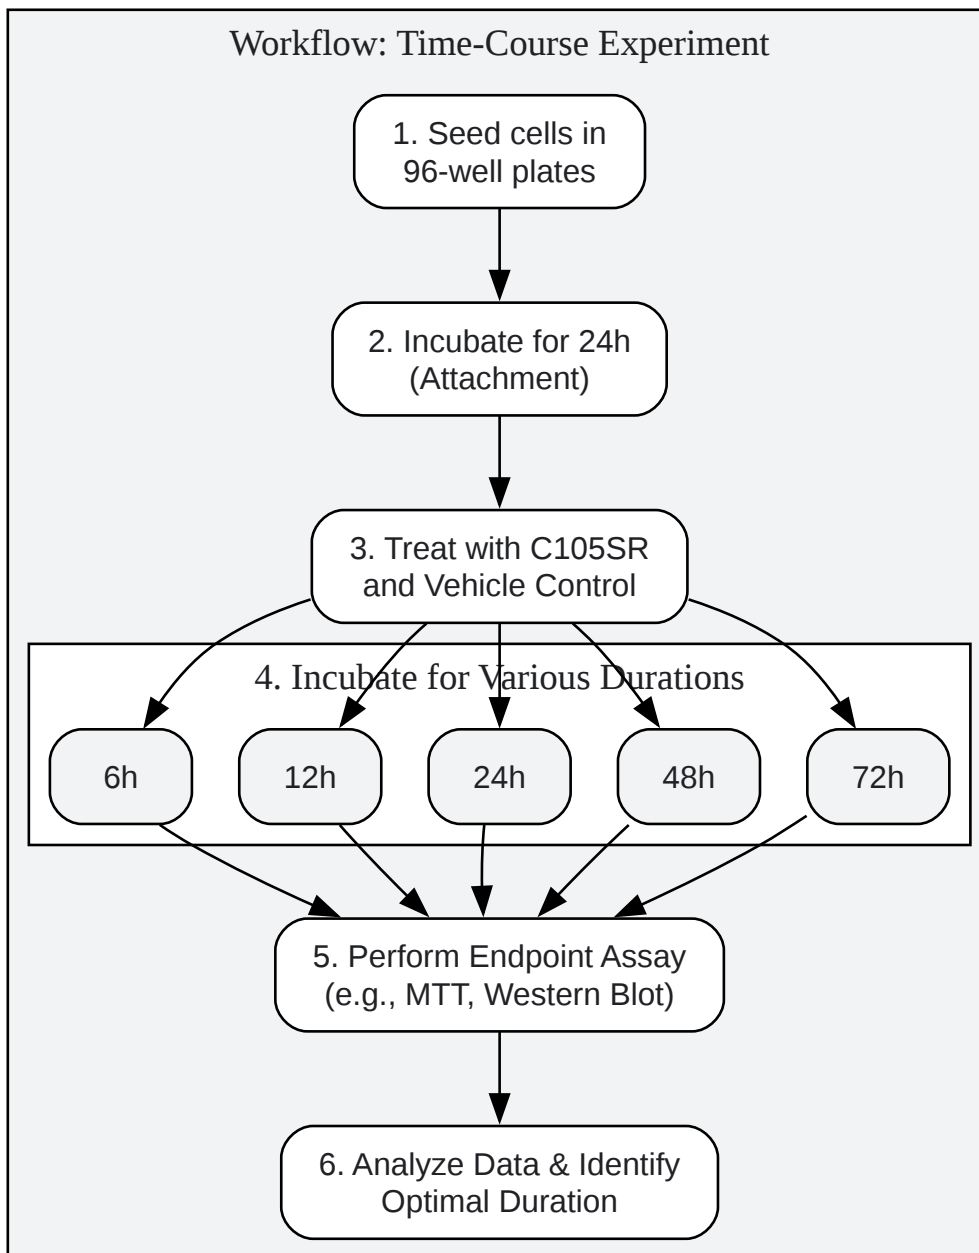 Workflow: Time-Course Experiment
1. Seed cells in
96-well plates
2. Incubate for 24h
(Attachment)
3. Treat with C105SR
and Vehicle Control
4. Incubate for Various Durations
6h
12h
24h
48h
72h
5. Perform Endpoint Assay
(e.g., MTT, Western Blot)
6. Analyze Data & Identify
Optimal Duration